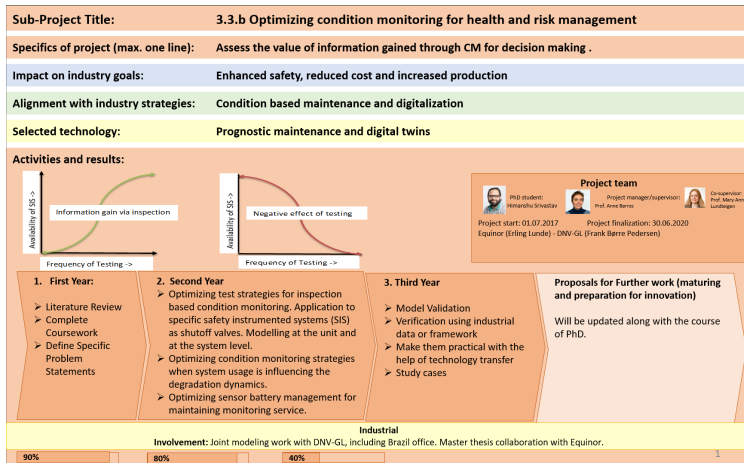 Sub-Project Title: 3.3.b Optimizing condition monitoring for health and risk management
Specifics of project (max. one line): Assess the value of information gained through CM for decision making .
Impact on industry goals: Enhanced safety, reduced cost and increased production
Alignment with industry strategies: Condition based maintenance and digitalization
Selected technology: Prognostic maintenance and digital twins
Activities and results:
Availability of SIS ->
Information gain via inspection
Frequency of Testing ->
Availability of SIS ->
Negative effect of testing
Frequency of Testing ->
Project team
PhD student:
Himanshu Srivastav
Project manager/supervisor:
Prof. Anne Barros
Co-supervisor:
Prof. Mary Ann
Lundteigen
Project start: 01.07.2017 Project finalization: 30.06.2020
Equinor (Erling Lunde) - DNV-GL (Frank Børre Pedersen)
1. First Year:
➢ Literature Review
➢ Complete
Coursework
➢ Define Specific
Problem
Statements
2. Second Year
➢ Optimizing test strategies for inspection
based condition monitoring. Application to
specific safety instrumented systems (SIS)
as shutoff valves. Modelling at the unit and
at the system level.
➢ Optimizing condition monitoring strategies
when system usage is influencing the
degradation dynamics.
➢ Optimizing sensor battery management for
maintaining monitoring service.
3. Third Year
➢ Model Validation
➢ Verification using industrial
data or framework
➢ Make them practical with the
help of technology transfer
➢ Study cases
Proposals for Further work (maturing
and preparation for innovation)
Will be updated along with the course
of PhD.
Industrial
Involvement: Joint modeling work with DNV-GL, including Brazil office. Master thesis collaboration with Equinor.
90%
80%
40%
1